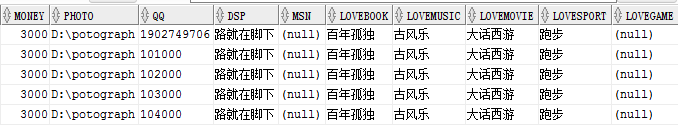 MONEY PHOTO QQ DSP MSN LOVEBOOK LOVEMUSIC LOVEMOVIE LOVESPORT LOVEGAME
3000 D:\potograph 1902749706 路就在脚下 (null) 百年孤独 古风乐 大话西游 跑步 (null)
3000 D:\potograph 101000 路就在脚下 (null) 百年孤独 古风乐 大话西游 跑步 (null)
3000 D:\potograph 102000 路就在脚下 (null) 百年孤独 古风乐 大话西游 跑步 (null)
3000 D:\potograph 103000 路就在脚下 (null) 百年孤独 古风乐 大话西游 跑步 (null)
3000 D:\potograph 104000 路就在脚下 (null) 百年孤独 古风乐 大话西游 跑步 (null)